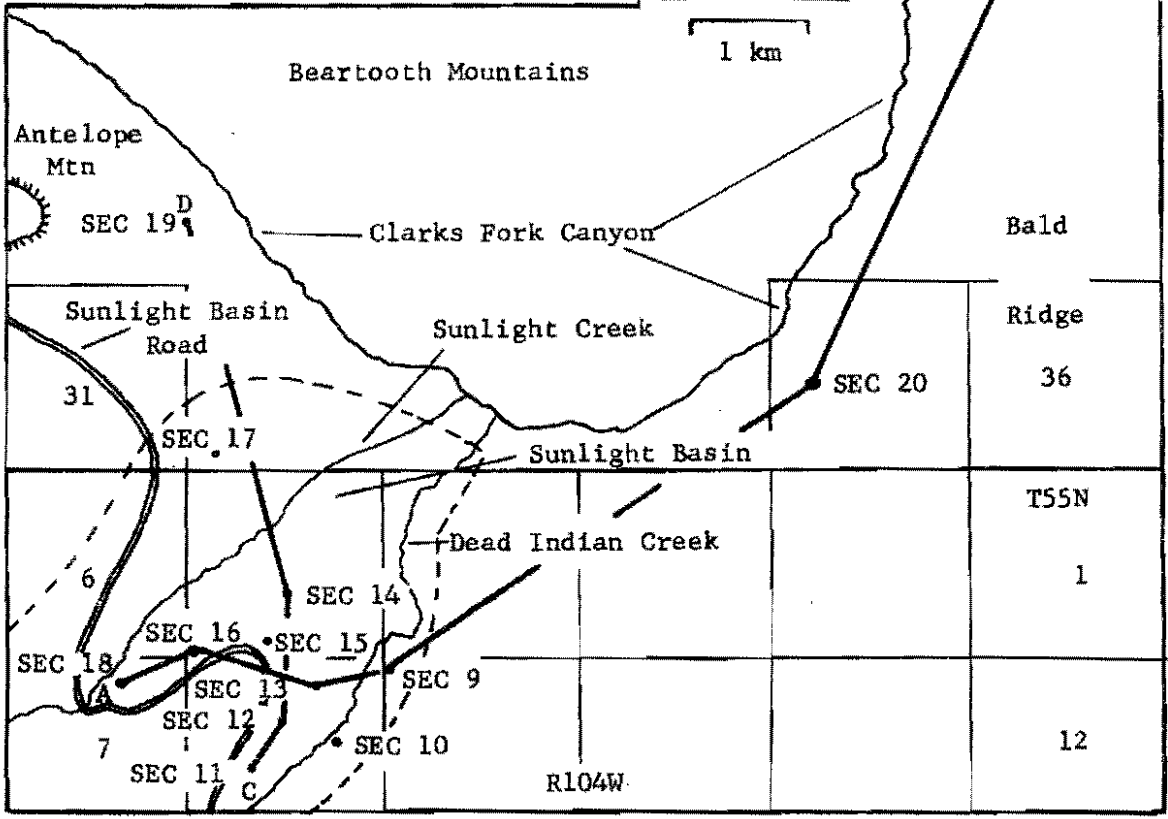 1 km
Beartooth Mountains
Antelope
Mtn
D
SEC 19
Clarks Fork Canyon
Bald
Sunlight Basin
Road
Sunlight Creek
Ridge
31
SEC 20
36
SEC 17
Sunlight Basin
T55N
Dead Indian Creek
6
1
SEC 14
SEC 16
SEC 15
SEC 18
A
SEC 13
SEC 9
SEC 12
7
SEC 10
12
SEC 11
C
R104W